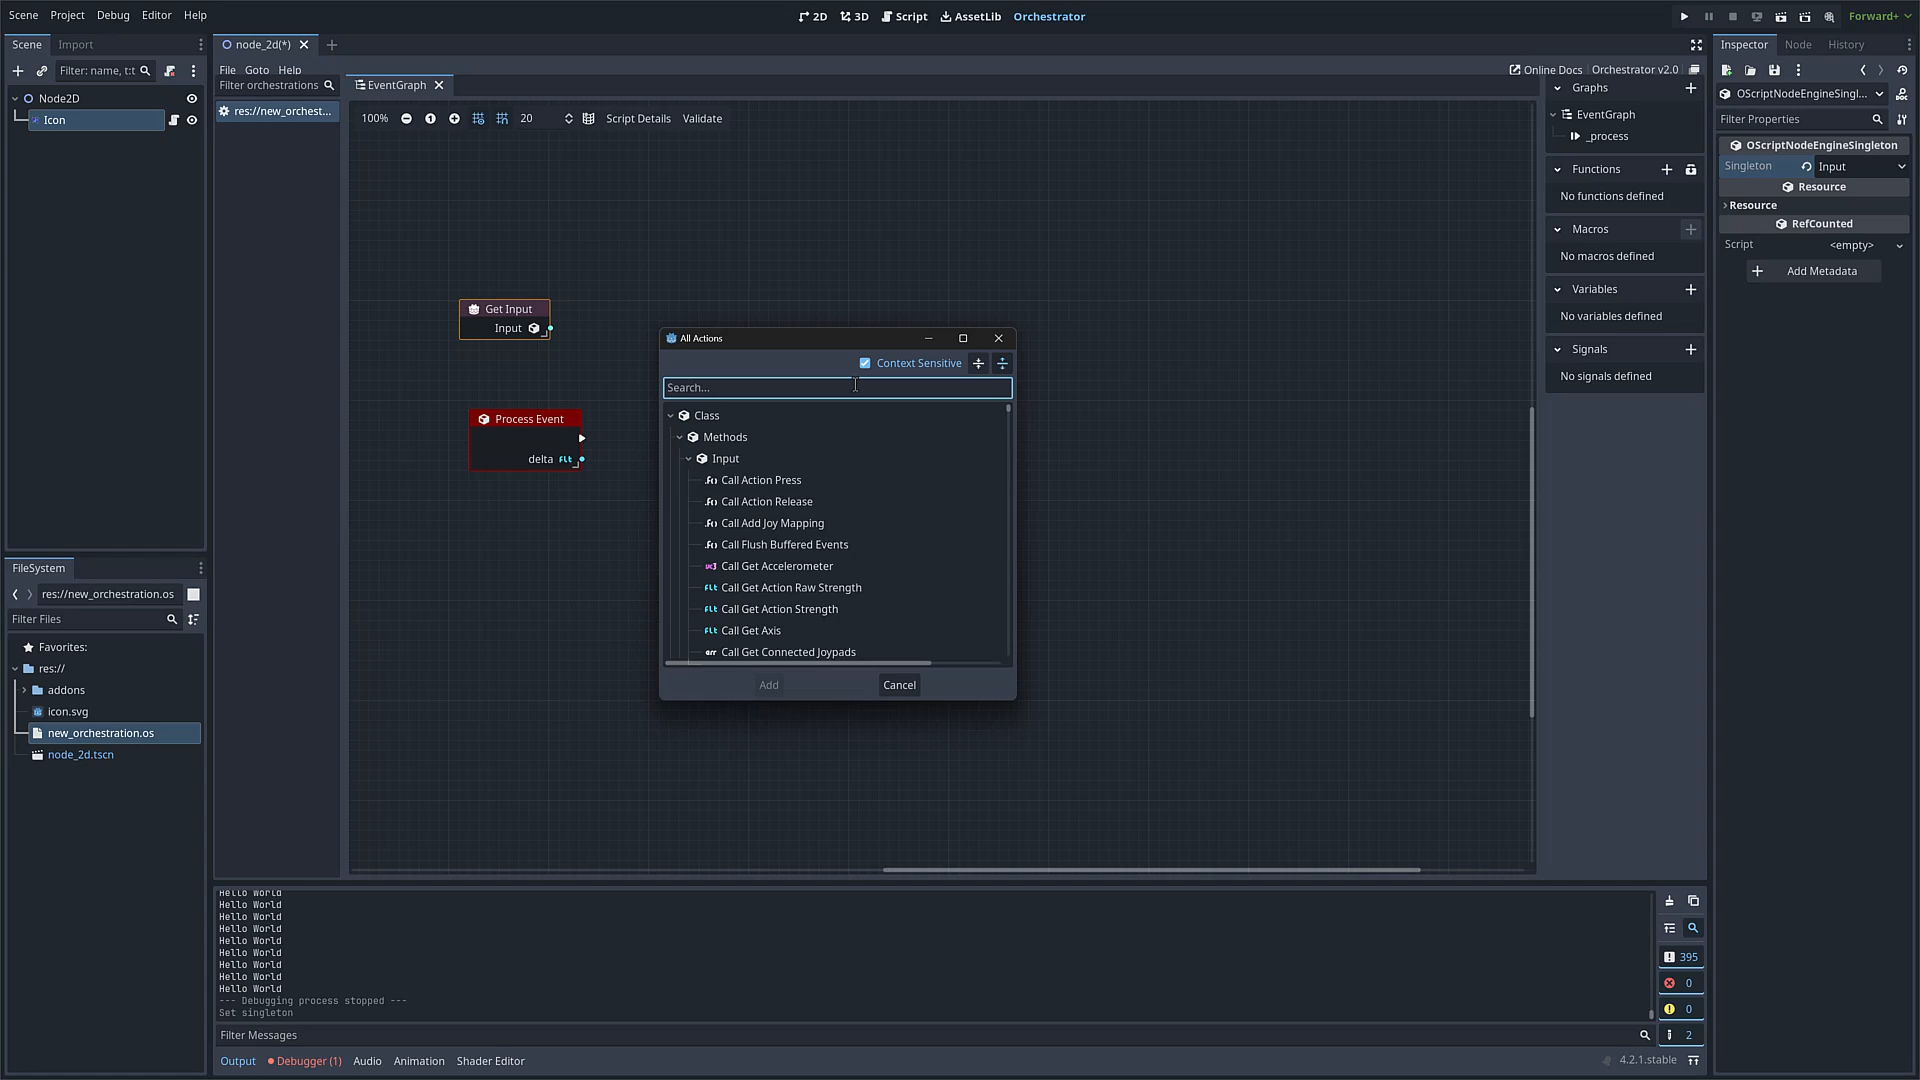 Scene Project Debug Editor Help
2D 3D Script AssetLib Orchestrator
Forward+
Scene Import
Filter: name, t:t
Node2D
Icon
node_2d(*)
File Goto Help
Filter orchestrations
res://new_orchest...
EventGraph
Online Docs Orchestrator v2.0
100% 1 20 Script Details Validate
Get Input
Input
Process Event
delta Flt
All Actions
Context Sensitive
Search...
Class
Methods
Input
Call Action Press
Call Action Release
Call Add Joy Mapping
Call Flush Buffered Events
Call Get Accelerometer
Flt Call Get Action Raw Strength
Flt Call Get Action Strength
Flt Call Get Axis
arr Call Get Connected Joypads
Add Cancel
Graphs
EventGraph
_process
Functions
No functions defined
Macros
No macros defined
Variables
No variables defined
Signals
No signals defined
Inspector Node History
OScriptNodeEngineSingl...
Filter Properties
OScriptNodeEngineSingleton
Singleton Input
Resource
Resource
RefCounted
Script <empty>
Add Metadata
FileSystem
res://new_orchestration.os
Filter Files
Favorites:
res://
addons
icon.svg
new_orchestration.os
node_2d.tscn
Hello World
Hello World
Hello World
Hello World
Hello World
Hello World
Hello World
Hello World
Hello World
--- Debugging process stopped ---
Set singleton
Filter Messages
395
0
0
2
Output Debugger (1) Audio Animation Shader Editor
4.2.1.stable